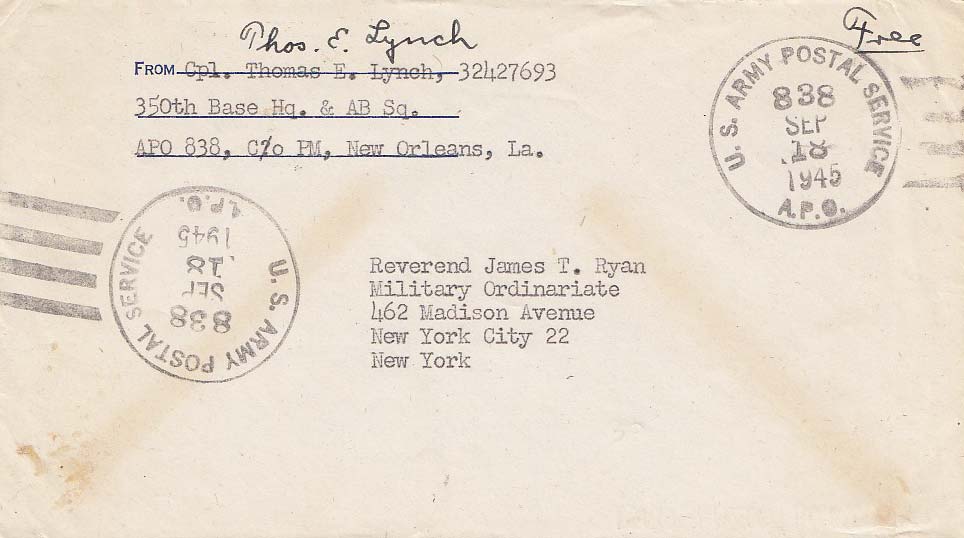 Thos. E. Lynch
Free
FROM Cpl. Thomas E. Lynch, 32427693
350th Base Hq. & AB Sq.
APO 838, C/o PM, New Orleans, La.
U. S. ARMY POSTAL SERVICE
838
SEP
18
1945
A.P.O.
U. S. ARMY POSTAL SERVICE
838
SEP
18
1945
A.P.O.
Reverend James T. Ryan
Military Ordinariate
462 Madison Avenue
New York City 22
New York